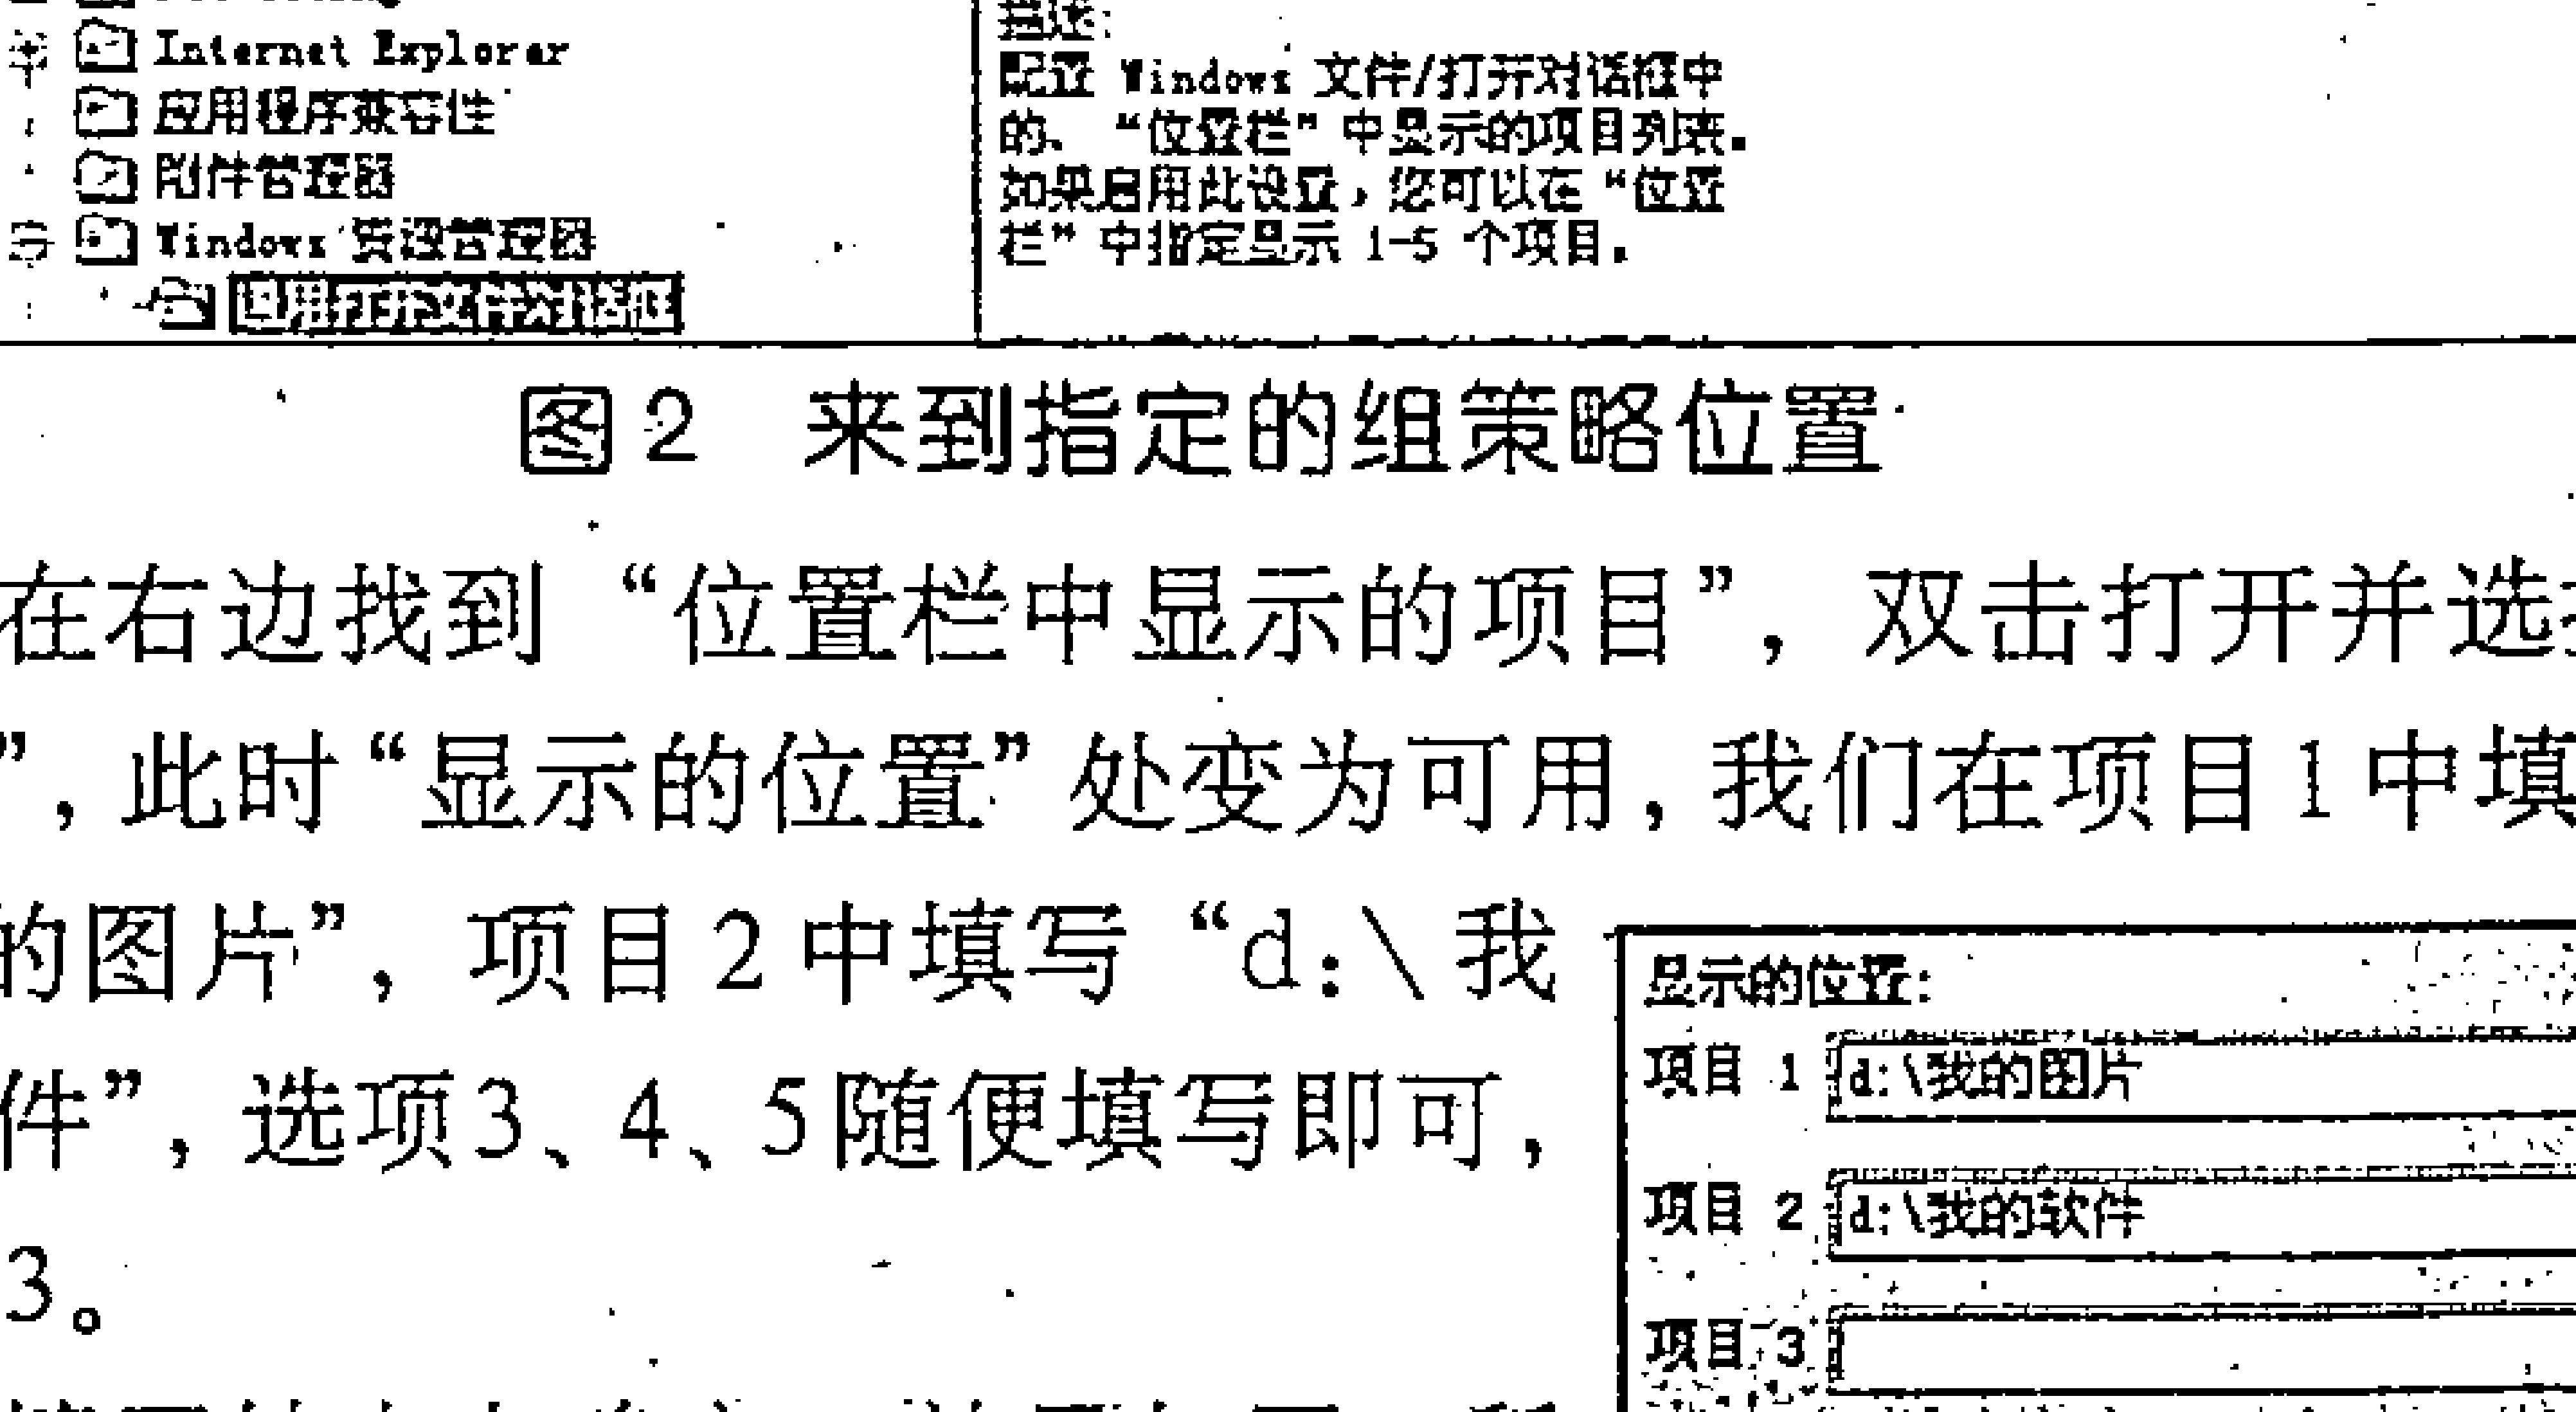 Internet Explorer
应用程序兼容性
附件管理器
Windows 资源管理器
通用打开文件对话框
描述:
配置 Windows 文件/打开对话框中
的、“位置栏”中显示的项目列表.
如果启用此设置,您可以在“位置
栏”中指定显示 1-5 个项目.
图2 来到指定的组策略位置
在右边找到“位置栏中显示的项目”，双击打开并选
”，此时“显示的位置”处变为可用，我们在项目1中填
的图片”，项目2中填写“d:\我
件”，选项3、4、5随便填写即可，
3。
显示的位置:
项目 1 d:\我的图片
项目 2 d:\我的软件
项目 3